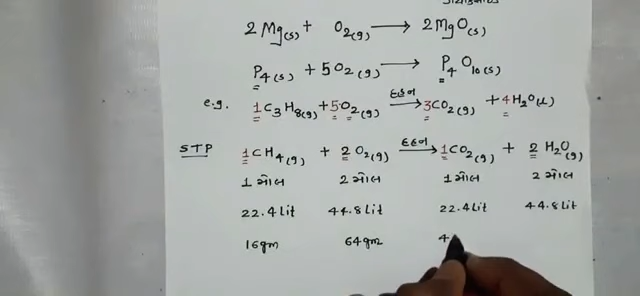 2Mg(s) + O2(g) → 2MgO(s)
P4(s) + 5O2(g) → P4O10(s)
e.g. 1C3H8(g) + 5O2(g) દહન→ 3CO2(g) + 4H2O(l)
STP 1CH4(g) + 2O2(g) દહન→ 1CO2(g) + 2H2O(g)
1 મોલ 2 મોલ 1 મોલ 2 મોલ
22.4 lit 44.8 lit 22.4 lit 44.8 lit
16gm 64gm 4